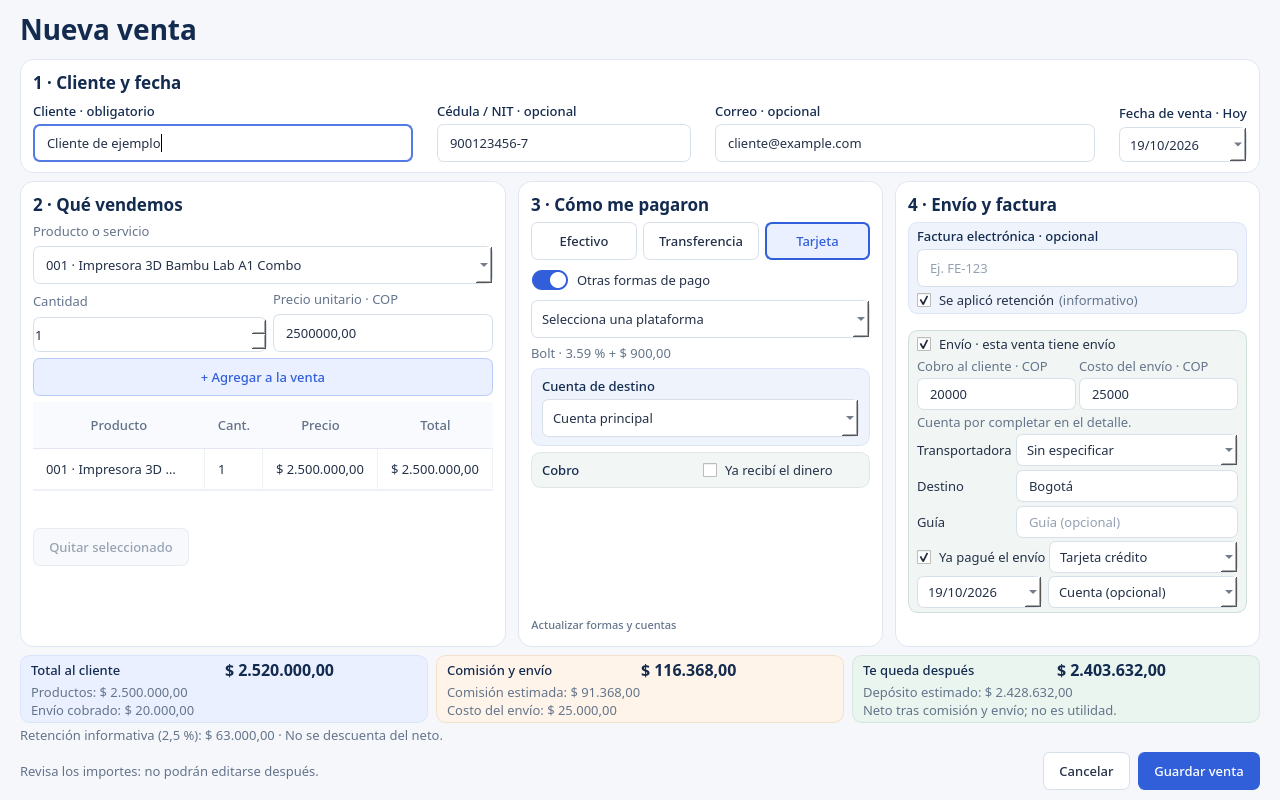 Nueva venta
1 · Cliente y fecha
Cliente · obligatorio
Cédula / NIT · opcional
Correo · opcional
Fecha de venta · Hoy
Cliente de ejemplo
900123456-7
cliente@example.com
19/10/2026
2 · Qué vendemos
Producto o servicio
001 · Impresora 3D Bambu Lab A1 Combo
Cantidad
Precio unitario · COP
1
2500000,00
+ Agregar a la venta
Producto Cant. Precio Total
001 · Impresora 3D ... 1 $ 2.500.000,00 $ 2.500.000,00
Quitar seleccionado
3 · Cómo me pagaron
Efectivo Transferencia Tarjeta
Otras formas de pago
Selecciona una plataforma
Bolt · 3.59 % + $ 900,00
Cuenta de destino
Cuenta principal
Cobro Ya recibí el dinero
Actualizar formas y cuentas
4 · Envío y factura
Factura electrónica · opcional
Ej. FE-123
Se aplicó retención (informativo)
Envío · esta venta tiene envío
Cobro al cliente · COP Costo del envío · COP
20000 25000
Cuenta por completar en el detalle.
Transportadora Sin especificar
Destino Bogotá
Guía Guía (opcional)
Ya pagué el envío Tarjeta crédito
19/10/2026 Cuenta (opcional)
Total al cliente $ 2.520.000,00
Productos: $ 2.500.000,00
Envío cobrado: $ 20.000,00
Comisión y envío $ 116.368,00
Comisión estimada: $ 91.368,00
Costo del envío: $ 25.000,00
Te queda después $ 2.403.632,00
Depósito estimado: $ 2.428.632,00
Neto tras comisión y envío; no es utilidad.
Retención informativa (2,5 %): $ 63.000,00 · No se descuenta del neto.
Revisa los importes: no podrán editarse después.
Cancelar Guardar venta